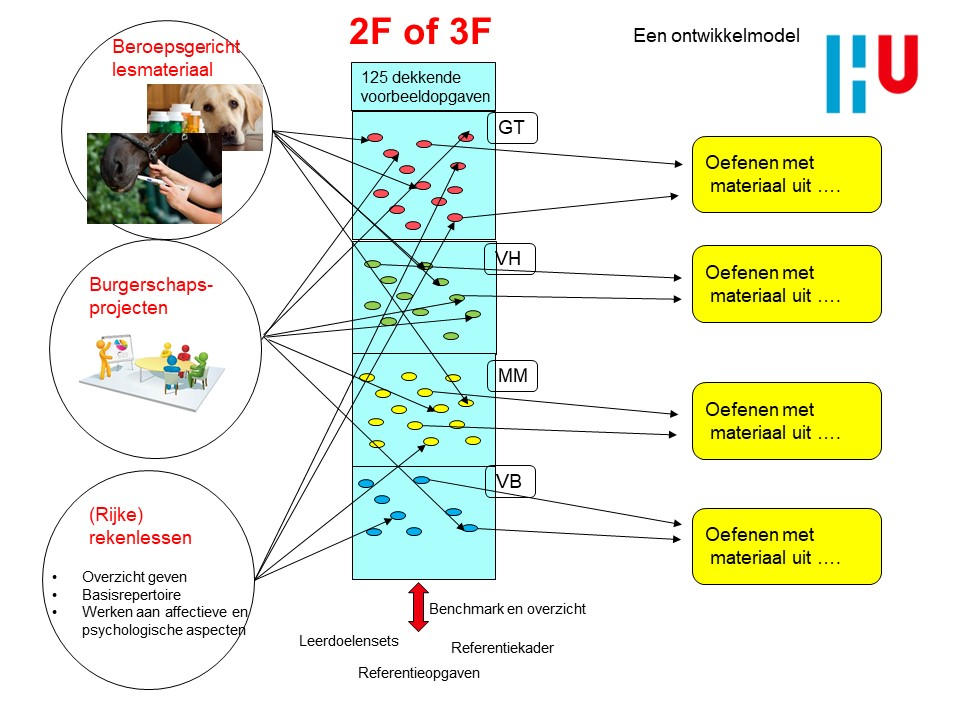 2F of 3F
Een ontwikkelmodel
HU
Beroepsgericht
lesmateriaal
125 dekkende
voorbeeldopgaven
GT
Oefenen met
materiaal uit ….
VH
Oefenen met
materiaal uit ….
Burgerschaps-
projecten
MM
Oefenen met
materiaal uit ….
VB
Oefenen met
materiaal uit ….
(Rijke)
rekenlessen
• Overzicht geven
• Basisrepertoire
• Werken aan affectieve en
psychologische aspecten
Benchmark en overzicht
Leerdoelensets
Referentiekader
Referentieopgaven